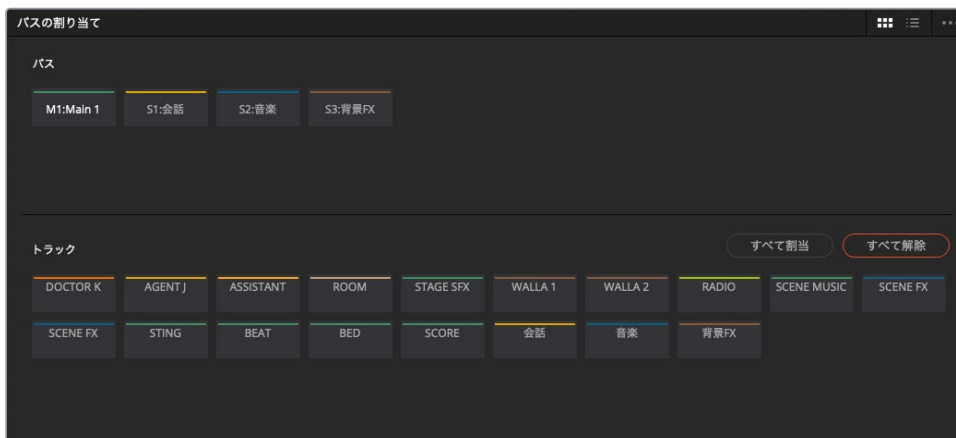 バスの割り当て
バス
M1:Main 1 S1:会話 S2:音楽 S3:背景FX
トラック すべて割当 すべて解除
DOCTOR K AGENT J ASSISTANT ROOM STAGE SFX WALLA 1 WALLA 2 RADIO SCENE MUSIC SCENE FX
SCENE FX STING BEAT BED SCORE 会話 音楽 背景FX